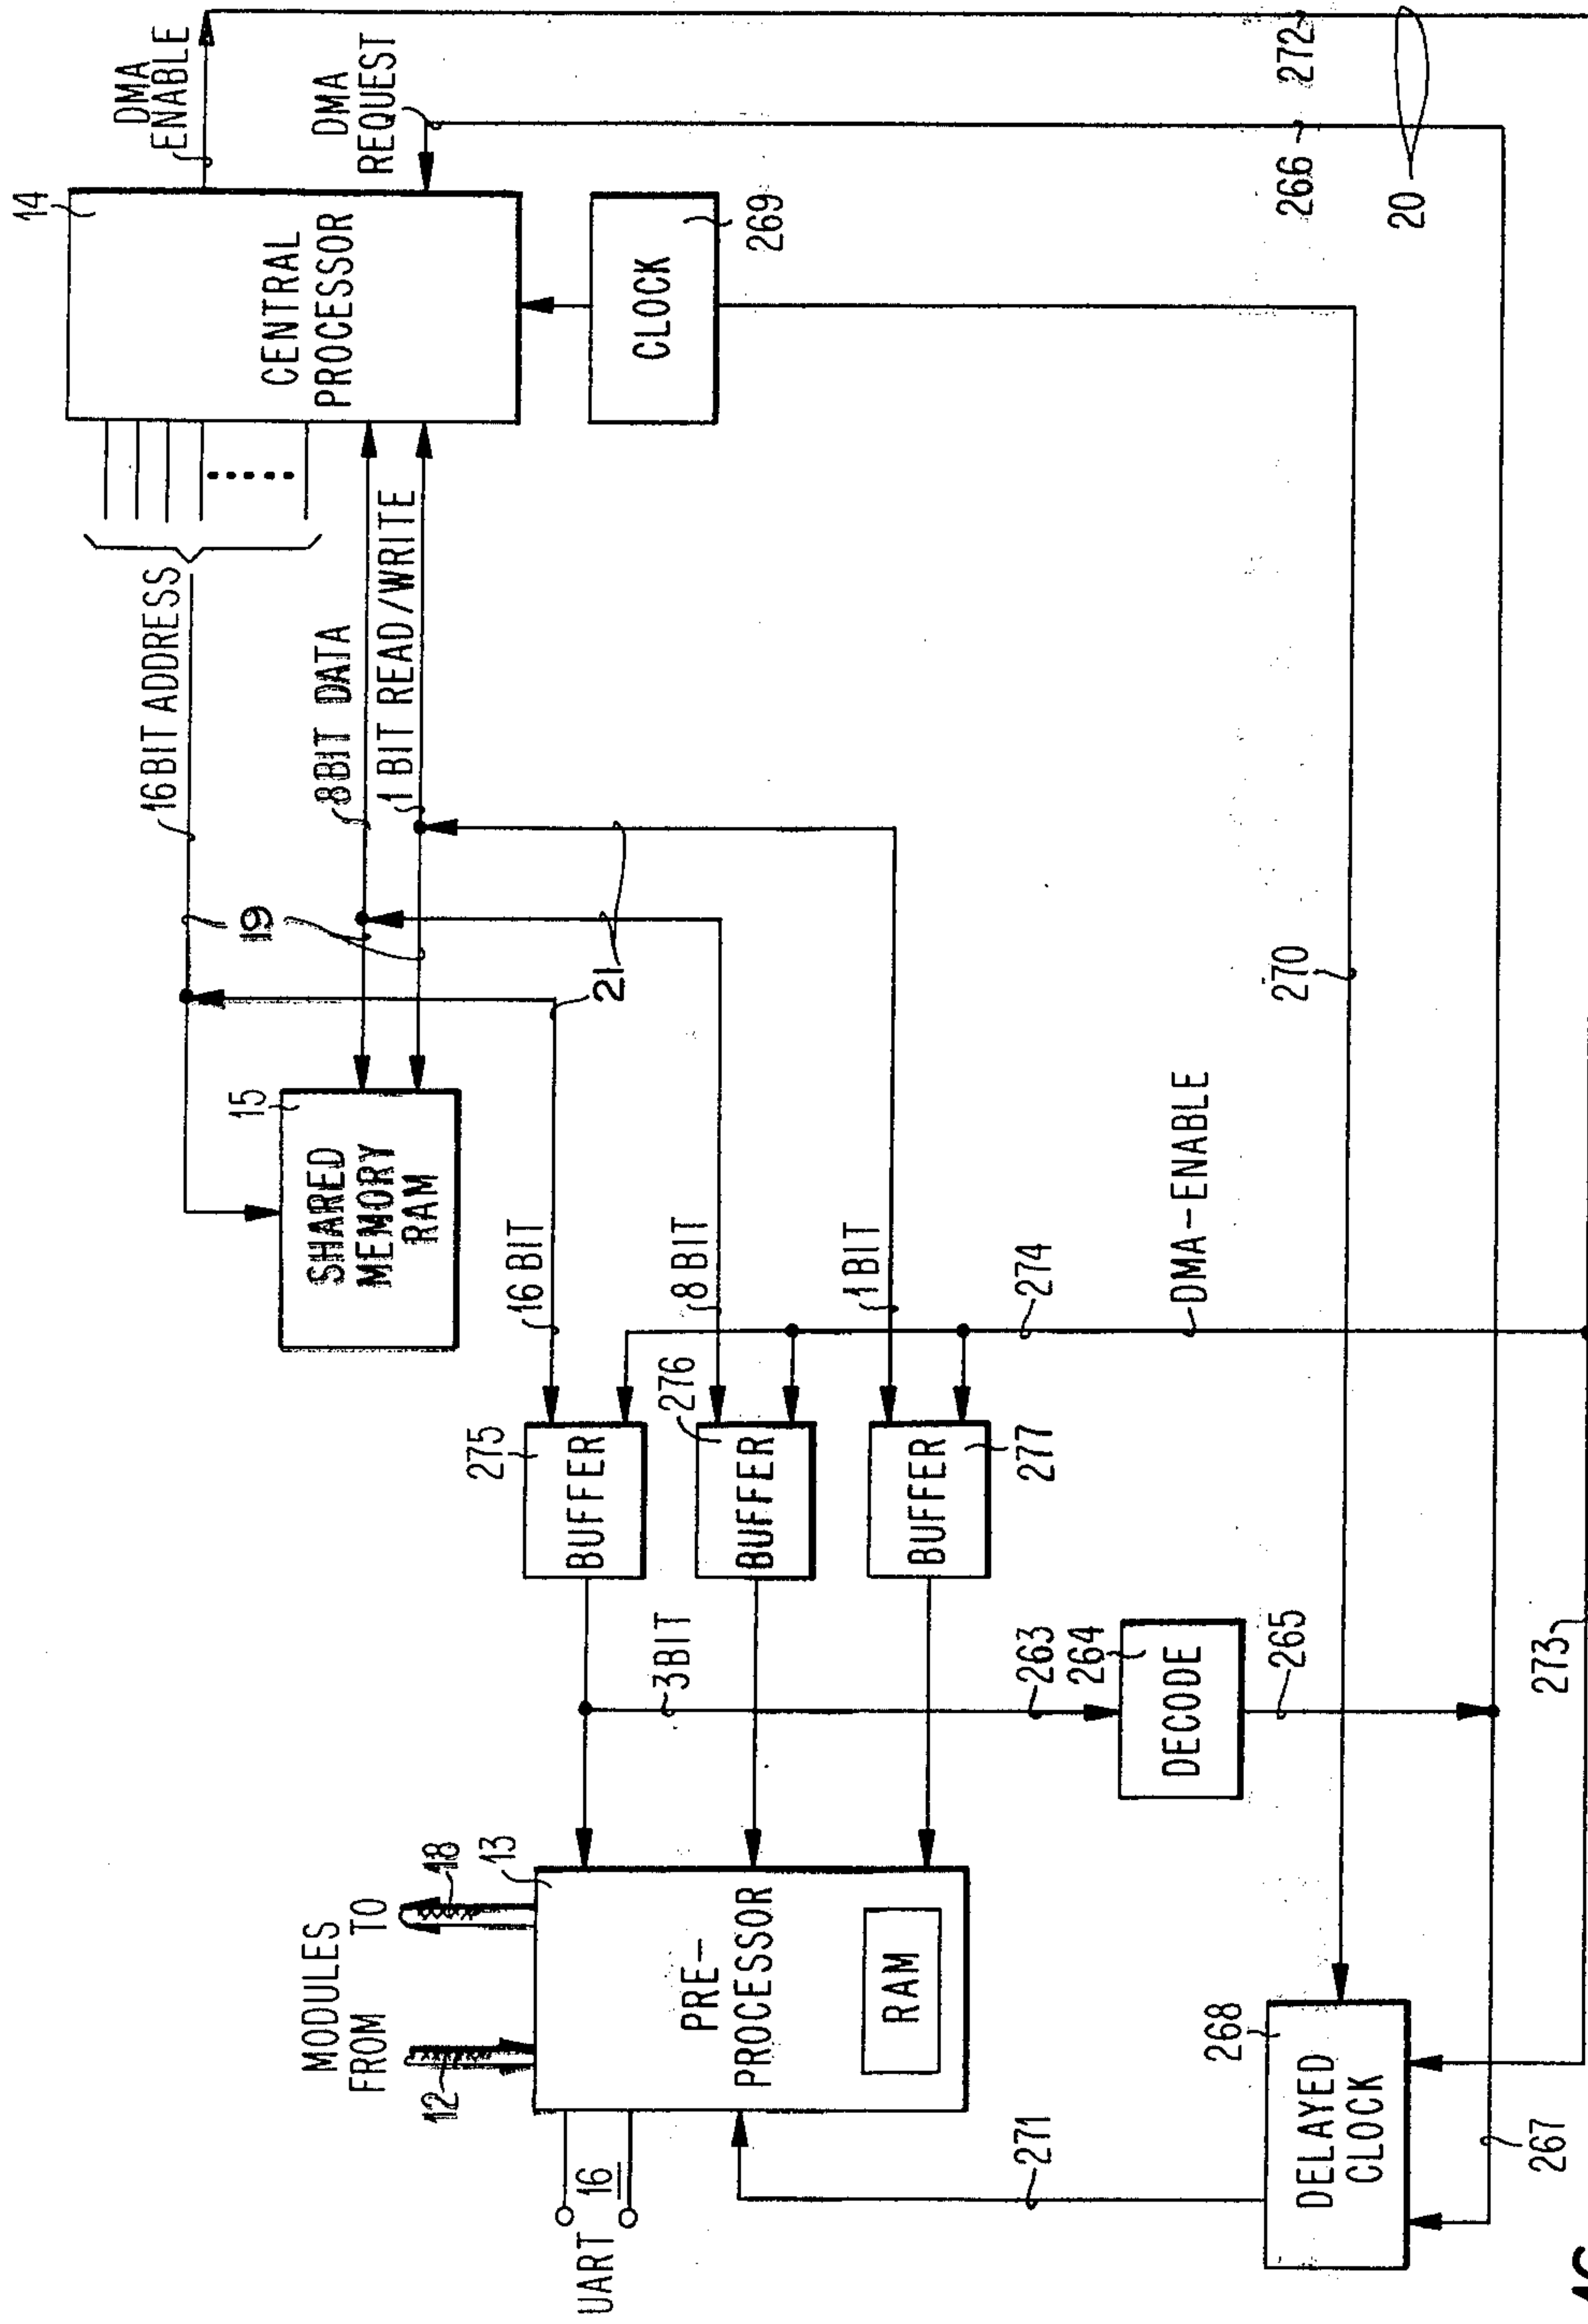 14
DMA
ENABLE
CENTRAL
PROCESSOR
DMA
REQUEST
16 BIT ADDRESS
8 BIT DATA
1 BIT READ/WRITE
19
15
SHARED
MEMORY
RAM
MODULES
FROM TO
12
18
13
UART 16
PRE-
PROCESSOR
RAM
275
BUFFER
16 BIT
21
3 BIT
276
BUFFER
8 BIT
CLOCK
269
BUFFER
277
1 BIT
271
263
264
DECODE
265
274
DMA-ENABLE
270
268
DELAYED
CLOCK
266
272
20
267
273